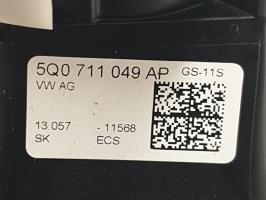 5Q0 711 049 AP GS-11S
VW AG
13 057 - 11568
SK ECS